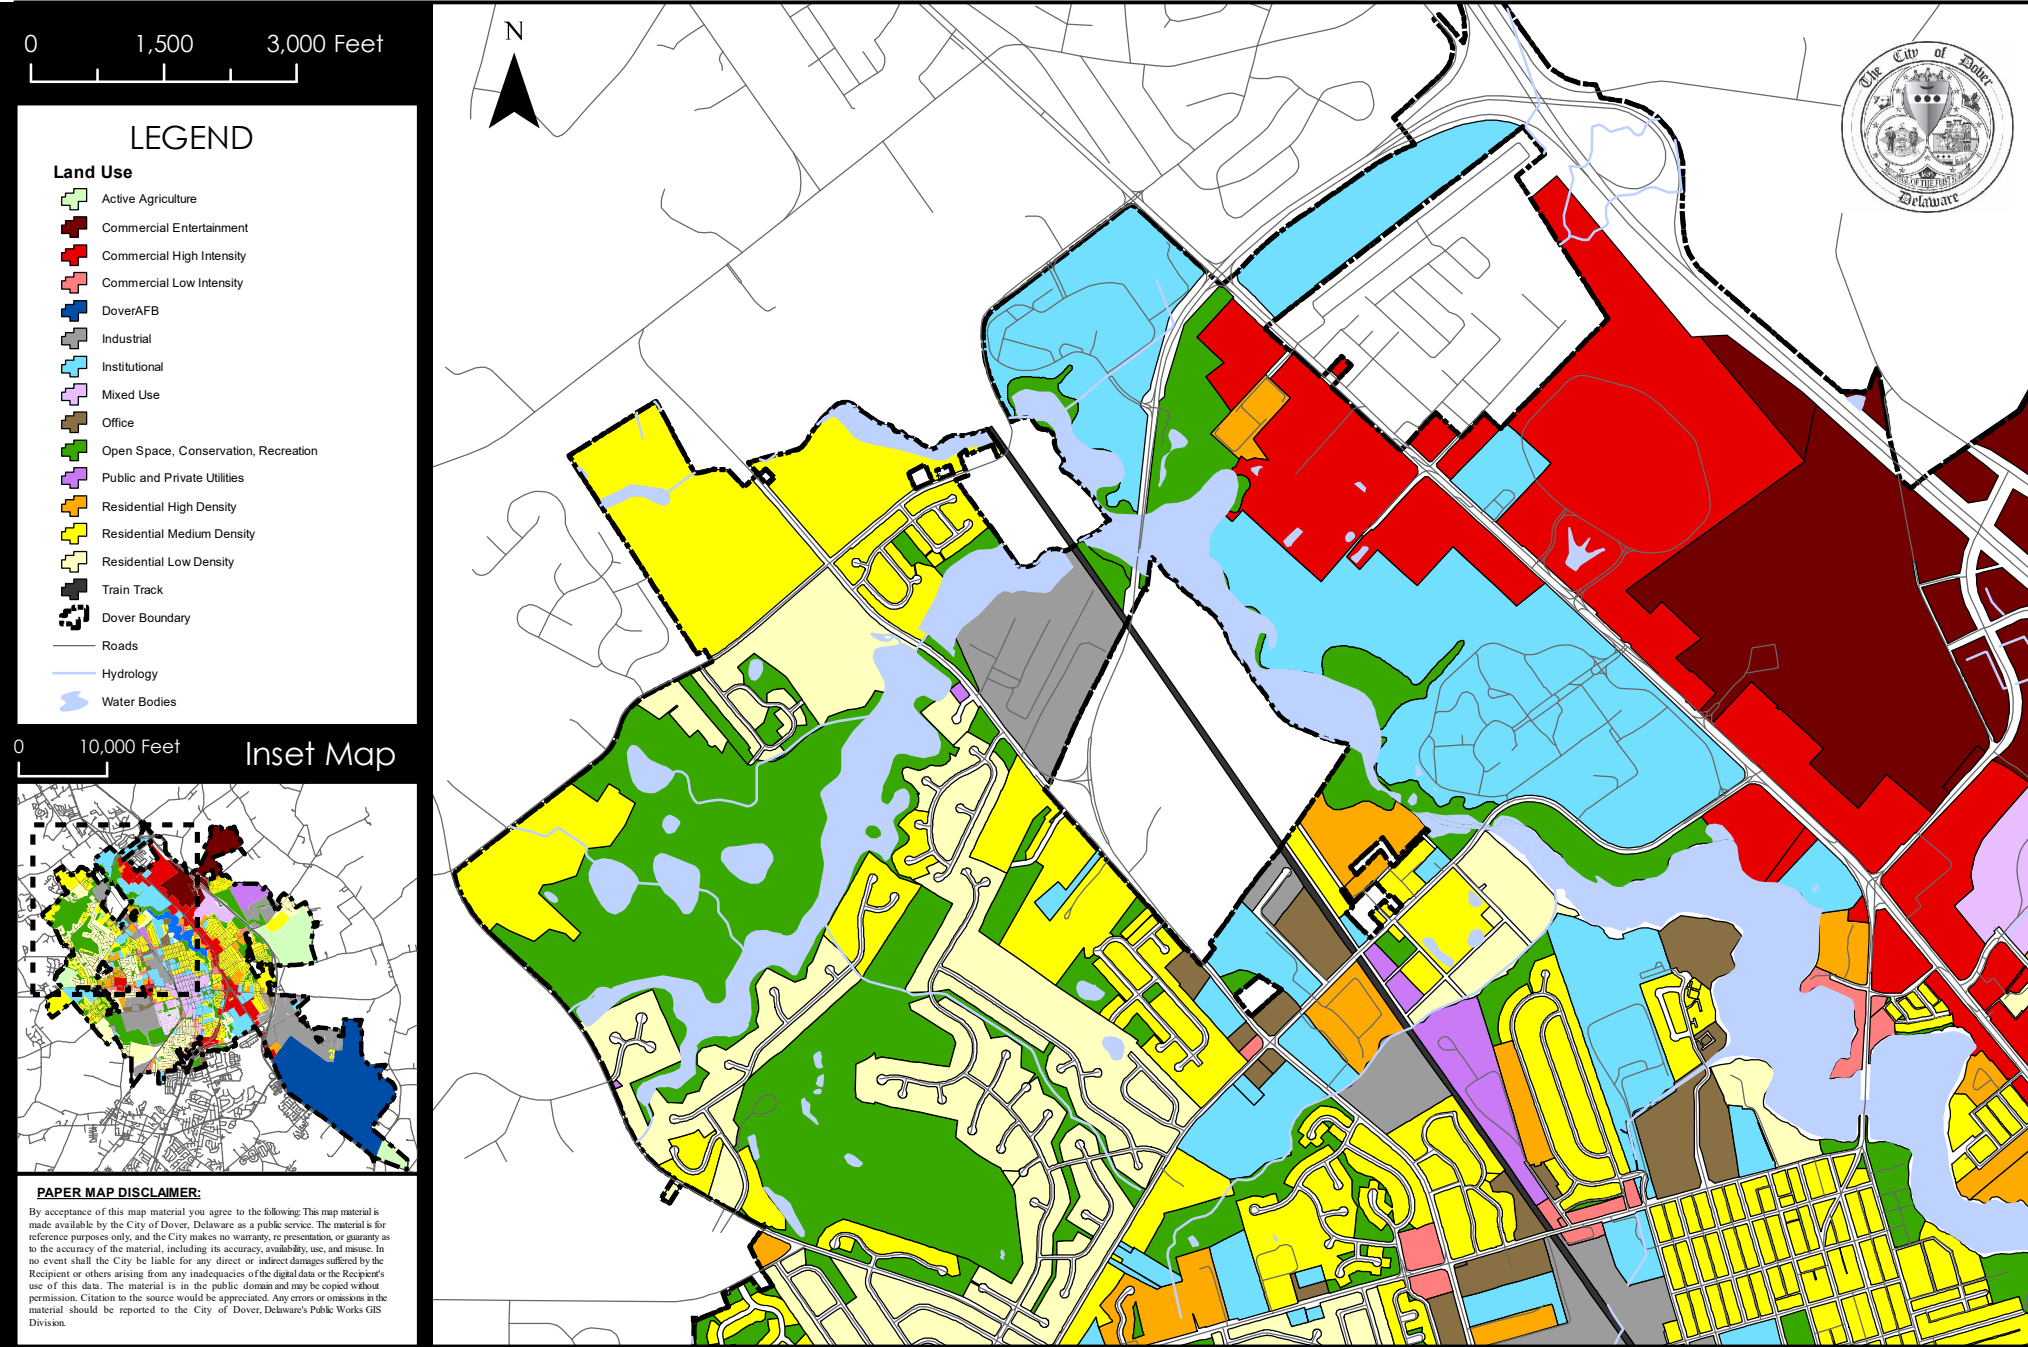 0 1,500 3,000 Feet
LEGEND
Land Use
Active Agriculture
Commercial Entertainment
Commercial High Intensity
Commercial Low Intensity
DoverAFB
Industrial
Institutional
Mixed Use
Office
Open Space, Conservation, Recreation
Public and Private Utilities
Residential High Density
Residential Medium Density
Residential Low Density
Train Track
Dover Boundary
Roads
Hydrology
Water Bodies
0 10,000 Feet
Inset Map
PAPER MAP DISCLAIMER:
By acceptance of this map material you agree to the following: This map material is
made available by the City of Dover, Delaware as a public service. The material is for
reference purposes only, and the City makes no warranty, re presentation, or guaranty as
to the accuracy of the material, including its accuracy, availability, use, and misuse. In
no event shall the City be liable for any direct or indirect damages suffered by the
Recipient or others arising from any inadequacies of the digital data or the Recipient's
use of this data. The material is in the public domain and may be copied without
permission. Citation to the source would be appreciated. Any errors or omissions in the
material should be reported to the City of Dover, Delaware's Public Works GIS
Division.
N
The City of Dover
Delaware